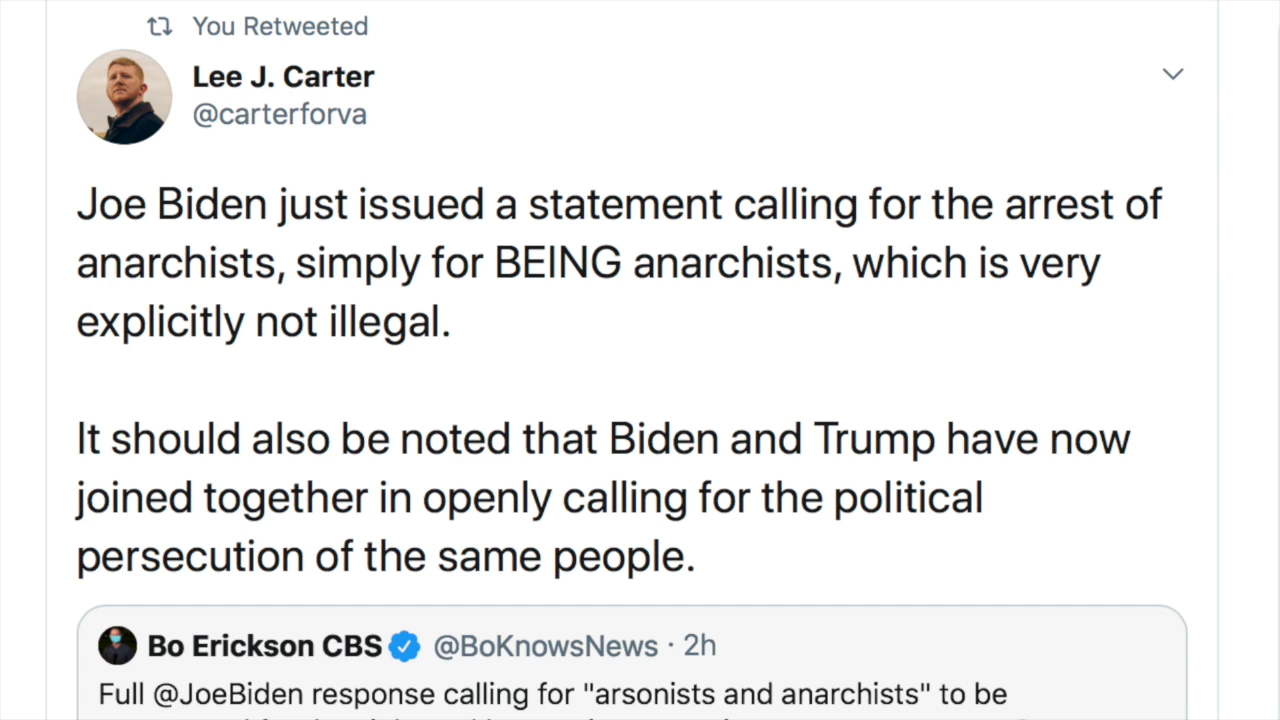 You Retweeted
Lee J. Carter
@carterforva
Joe Biden just issued a statement calling for the arrest of
anarchists, simply for BEING anarchists, which is very
explicitly not illegal.
It should also be noted that Biden and Trump have now
joined together in openly calling for the political
persecution of the same people.
Bo Erickson CBS @BoKnowsNews · 2h
Full @JoeBiden response calling for "arsonists and anarchists" to be